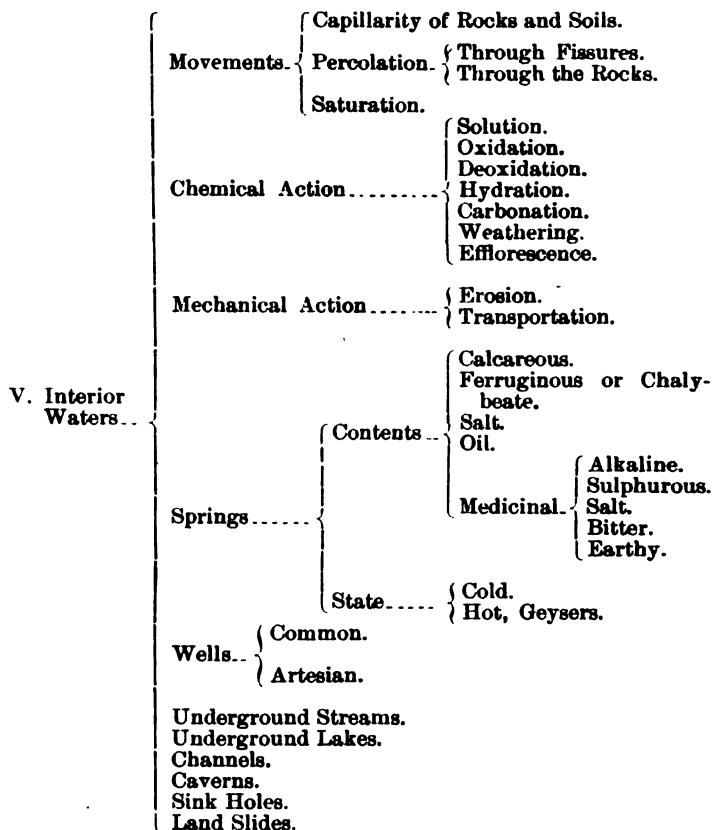 Capillarity of Rocks and Soils.
Movements
Percolation
Through Fissures.
Through the Rocks.
Saturation.
Chemical Action
Solution.
Oxidation.
Deoxidation.
Hydration.
Carbonation.
Weathering.
Efflorescence.
Mechanical Action
Erosion.
Transportation.
V. Interior
Waters
Springs
Contents
Calcareous.
Ferruginous or Chaly-
beate.
Salt.
Oil.
Medicinal
Alkaline.
Sulphurous.
Salt.
Bitter.
Earthy.
State
Cold.
Hot, Geysers.
Wells
Common.
Artesian.
Underground Streams.
Underground Lakes.
Channels.
Caverns.
Sink Holes.
Land Slides.